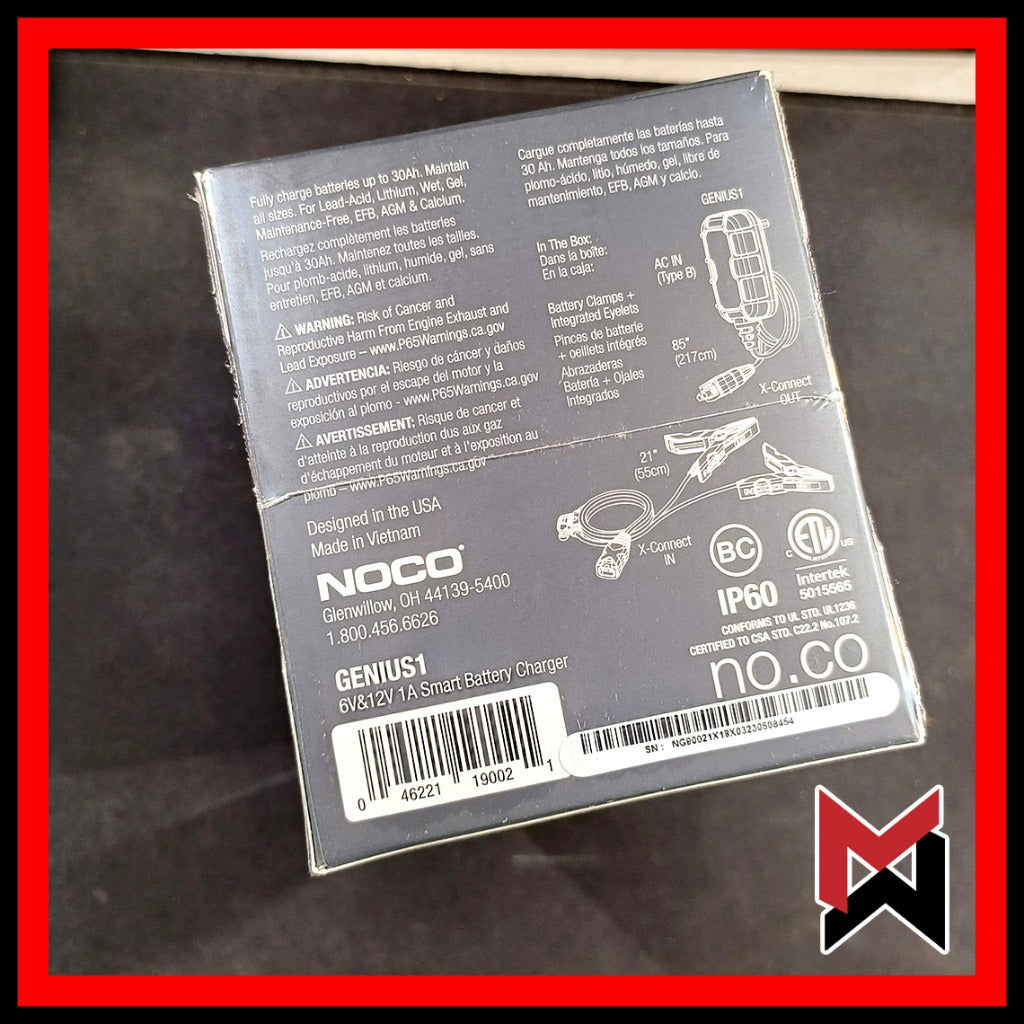 Fully charge batteries up to 30Ah. Maintain
all sizes. For Lead-Acid, Lithium, Wet, Gel,
Maintenance-Free, EFB, AGM & Calcium.
Rechargez complètement les batteries
jusqu'à 30Ah. Maintenez toutes les tailles.
Pour plomb-acide, lithium, humide, gel, sans
entretien, EFB, AGM et calcium.
WARNING: Risk of Cancer and
Reproductive Harm From Engine Exhaust and
Lead Exposure – www.P65Warnings.ca.gov
ADVERTENCIA: Riesgo de cáncer y daños
reproductivos por el escape del motor y la
exposición al plomo - www.P65Warnings.ca.gov
AVERTISSEMENT: Risque de cancer et
d'atteinte à la reproduction dus aux gaz
d'échappement du moteur et à l'exposition au
plomb – www.P65Warnings.ca.gov
Cargue completamente las baterías hasta
30 Ah. Mantenga todos los tamaños. Para
plomo-ácido, litio, húmedo, gel, libre de
mantenimiento, EFB, AGM y calcio.
GENIUS1
In The Box:
Dans la boîte:
En la caja:
AC IN
(Type B)
Battery Clamps +
Integrated Eyelets
Pinces de batterie
+ oeillets intégrés
Abrazaderas
Batería + Ojales
Integrados
85"
(217cm)
X-Connect
OUT
21"
(55cm)
X-Connect
IN
Designed in the USA
Made in Vietnam
NOCO®
Glenwillow, OH 44139-5400
1.800.456.6626
BC
C ETL US
Intertek
5015565
IP60
CONFORMS TO UL STD. UL1236
CERTIFIED TO CSA STD. C22.2 No.107.2
no.co
GENIUS1
6V&12V 1A Smart Battery Charger
0 46221 19002 1
SN : NG90021X19X03230508454